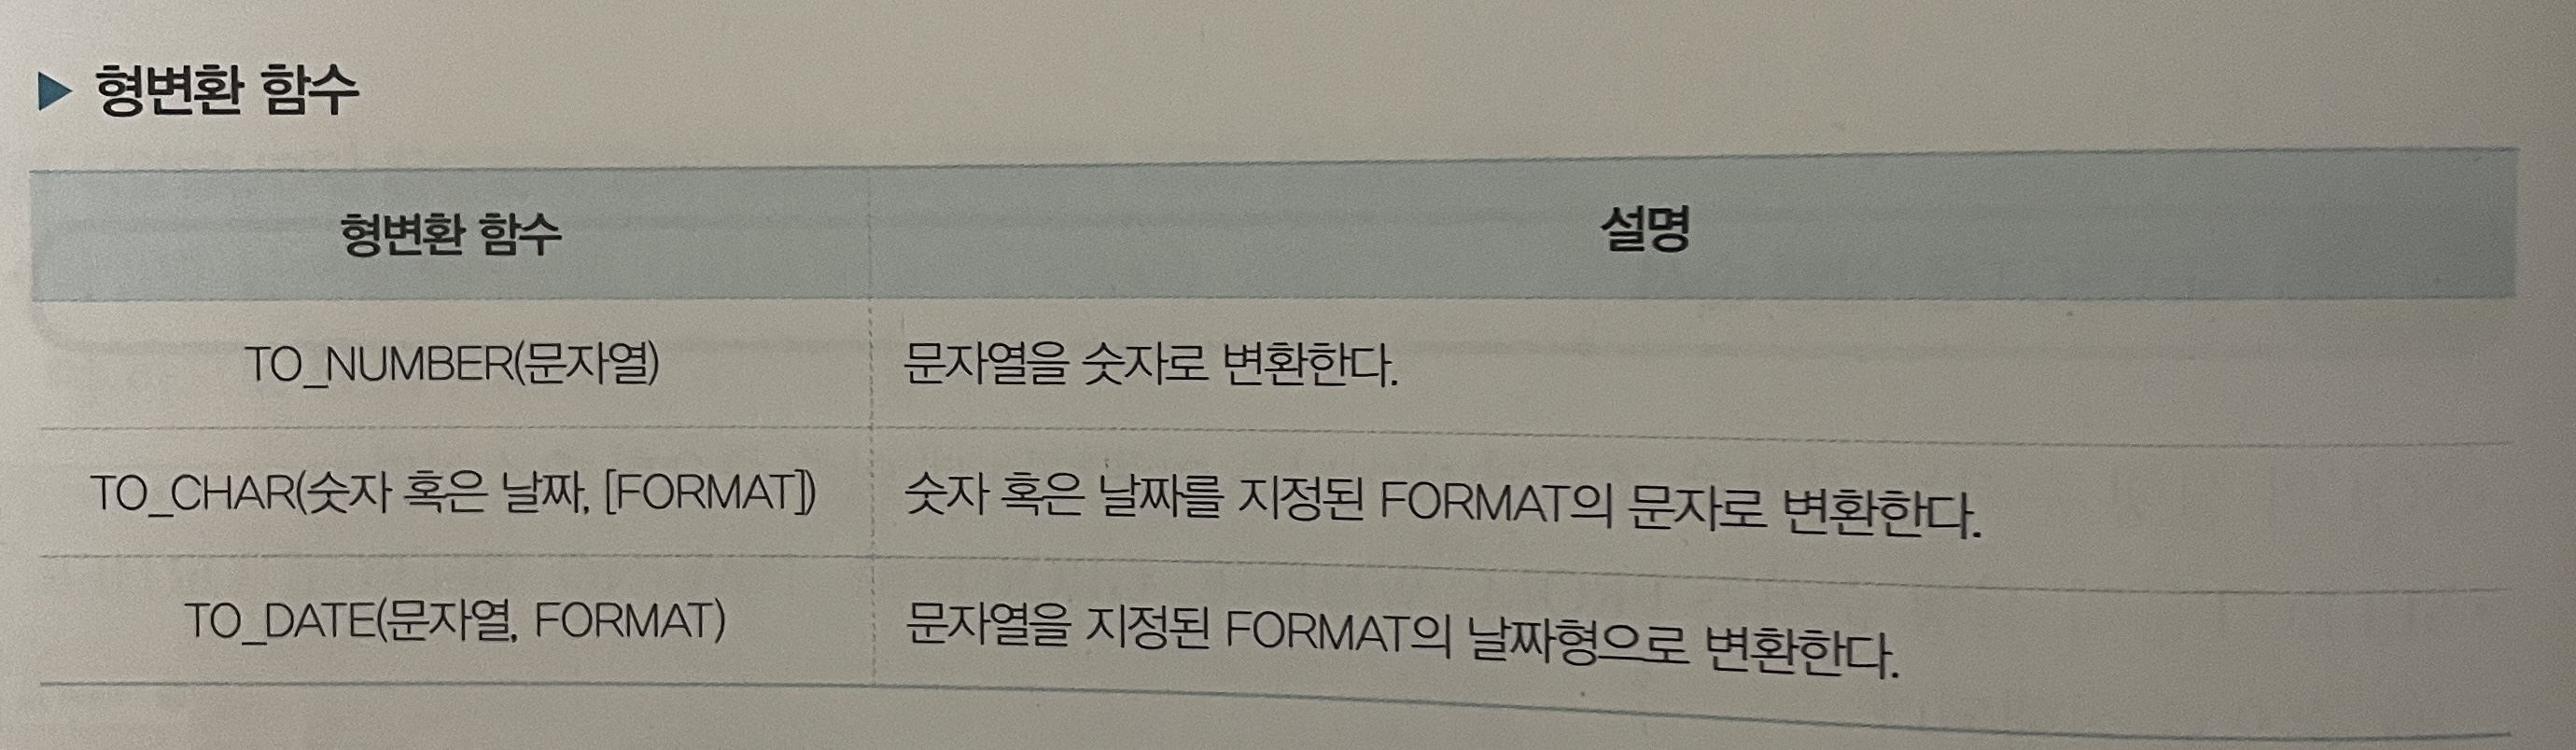 ▶ 형변환 함수
형변환 함수 설명
TO_NUMBER(문자열) 문자열을 숫자로 변환한다.
TO_CHAR(숫자 혹은 날짜, [FORMAT]) 숫자 혹은 날짜를 지정된 FORMAT의 문자로 변환한다.
TO_DATE(문자열, FORMAT) 문자열을 지정된 FORMAT의 날짜형으로 변환한다.